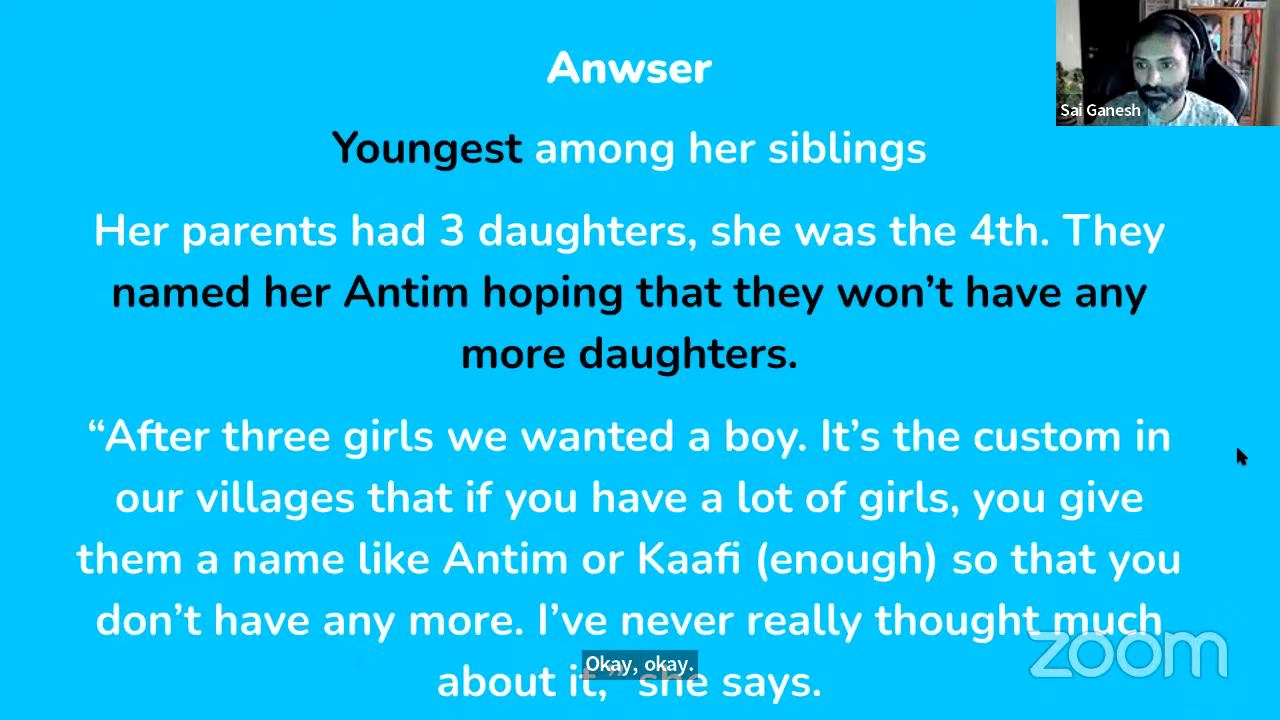 Anwser
Sai Ganesh
Youngest among her siblings
Her parents had 3 daughters, she was the 4th. They
named her Antim hoping that they won't have any
more daughters.
“After three girls we wanted a boy. It’s the custom in
our villages that if you have a lot of girls, you give
them a name like Antim or Kaafi (enough) so that you
don’t have any more. I’ve never really thought much
zoom
Okay, okay.
about it,” she says.